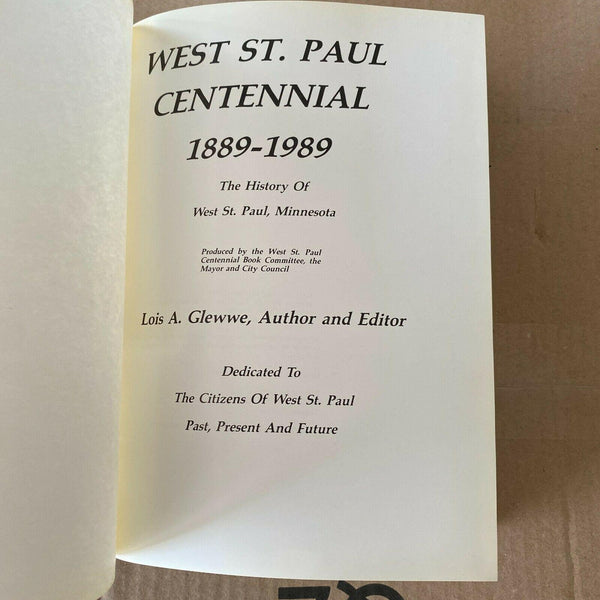 WEST ST. PAUL
CENTENNIAL
1889-1989
The History Of
West St. Paul, Minnesota
Produced by the West St. Paul
Centennial Book Committee, the
Mayor and City Council
Lois A. Glewwe, Author and Editor
Dedicated To
The Citizens Of West St. Paul
Past, Present And Future